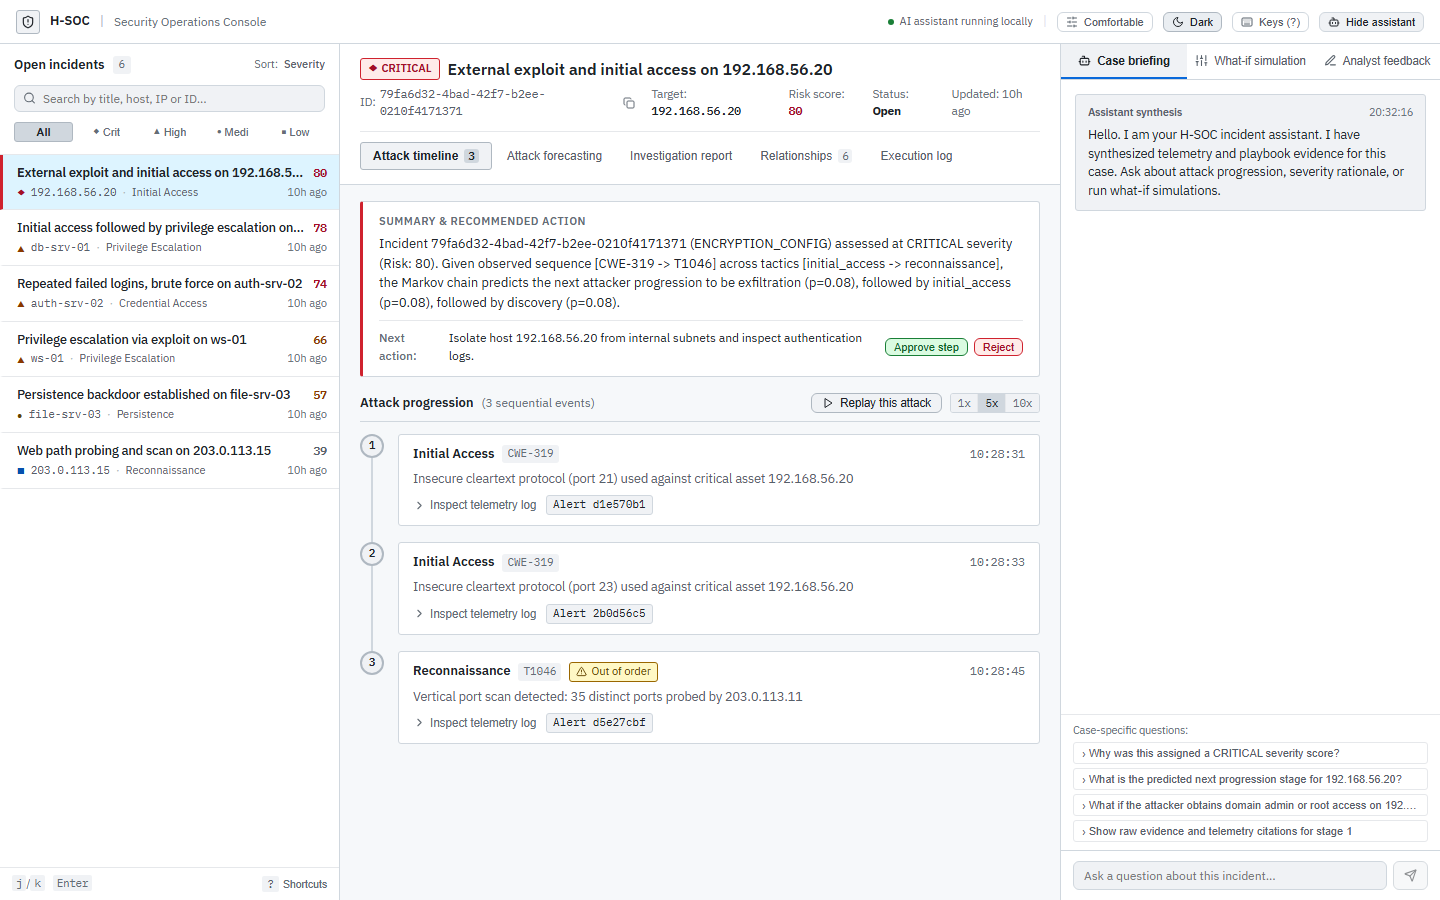 H-SOC | Security Operations Console
AI assistant running locally
Comfortable
Dark
Keys (?)
Hide assistant
Open incidents 6
Sort: Severity
Search by title, host, IP or ID...
All
Crit
High
Medi
Low
External exploit and initial access on 192.168.5... 80
192.168.56.20 · Initial Access 10h ago
Initial access followed by privilege escalation on... 78
db-srv-01 · Privilege Escalation 10h ago
Repeated failed logins, brute force on auth-srv-02 74
auth-srv-02 · Credential Access 10h ago
Privilege escalation via exploit on ws-01 66
ws-01 · Privilege Escalation 10h ago
Persistence backdoor established on file-srv-03 57
file-srv-03 · Persistence 10h ago
Web path probing and scan on 203.0.113.15 39
203.0.113.15 · Reconnaissance 10h ago
j / k Enter
? Shortcuts
CRITICAL External exploit and initial access on 192.168.56.20
ID: 79fa6d32-4bad-42f7-b2ee-
0210f4171371
Target:
192.168.56.20
Risk score:
80
Status:
Open
Updated: 10h
ago
Attack timeline 3
Attack forecasting
Investigation report
Relationships 6
Execution log
SUMMARY & RECOMMENDED ACTION
Incident 79fa6d32-4bad-42f7-b2ee-0210f4171371 (ENCRYPTION_CONFIG) assessed at CRITICAL severity
(Risk: 80). Given observed sequence [CWE-319 -> T1046] across tactics [initial_access -> reconnaissance],
the Markov chain predicts the next attacker progression to be exfiltration (p=0.08), followed by initial_access
(p=0.08), followed by discovery (p=0.08).
Next
action:
Isolate host 192.168.56.20 from internal subnets and inspect authentication
logs.
Approve step
Reject
Attack progression (3 sequential events)
Replay this attack
1x 5x 10x
1
Initial Access CWE-319 10:28:31
Insecure cleartext protocol (port 21) used against critical asset 192.168.56.20
Inspect telemetry log Alert d1e570b1
2
Initial Access CWE-319 10:28:33
Insecure cleartext protocol (port 23) used against critical asset 192.168.56.20
Inspect telemetry log Alert 2b0d56c5
3
Reconnaissance T1046 Out of order 10:28:45
Vertical port scan detected: 35 distinct ports probed by 203.0.113.11
Inspect telemetry log Alert d5e27cbf
Case briefing
What-if simulation
Analyst feedback
Assistant synthesis 20:32:16
Hello. I am your H-SOC incident assistant. I have
synthesized telemetry and playbook evidence for this
case. Ask about attack progression, severity rationale, or
run what-if simulations.
Case-specific questions:
› Why was this assigned a CRITICAL severity score?
› What is the predicted next progression stage for 192.168.56.20?
› What if the attacker obtains domain admin or root access on 192....
› Show raw evidence and telemetry citations for stage 1
Ask a question about this incident...